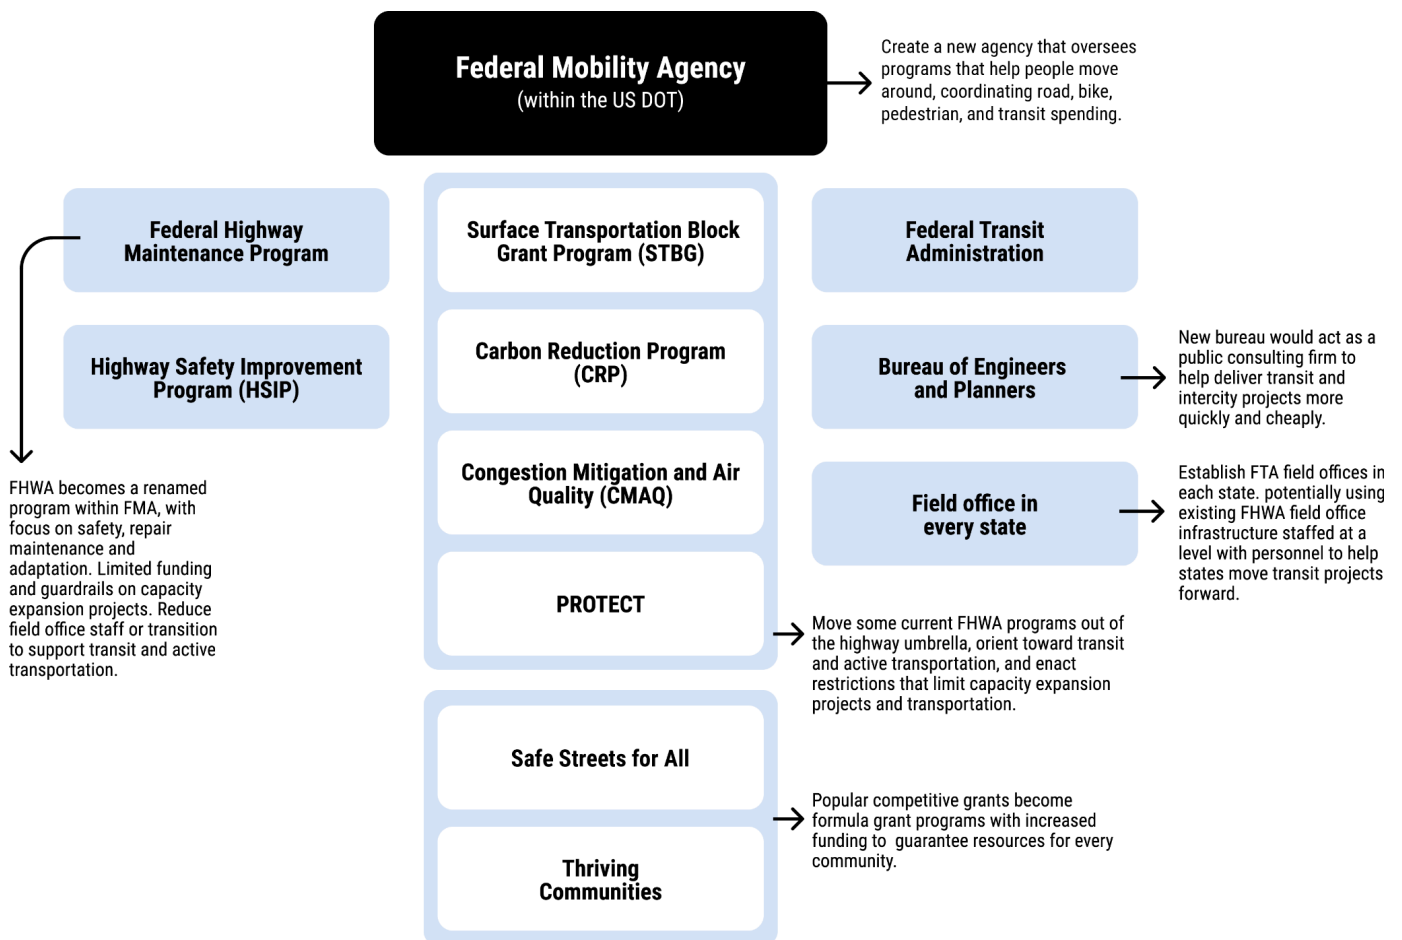 Federal Mobility Agency
(within the US DOT)
Create a new agency that oversees
programs that help people move
around, coordinating road, bike,
pedestrian, and transit spending.
Federal Highway
Maintenance Program
Highway Safety Improvement
Program (HSIP)
FHWA becomes a renamed
program within FMA, with
focus on safety, repair
maintenance and
adaptation. Limited funding
and guardrails on capacity
expansion projects. Reduce
field office staff or transition
to support transit and active
transportation.
Surface Transportation Block
Grant Program (STBG)
Carbon Reduction Program
(CRP)
Congestion Mitigation and Air
Quality (CMAQ)
PROTECT
Move some current FHWA programs out of
the highway umbrella, orient toward transit
and active transportation, and enact
restrictions that limit capacity expansion
projects and transportation.
Safe Streets for All
Thriving
Communities
Popular competitive grants become
formula grant programs with increased
funding to guarantee resources for every
community.
Federal Transit
Administration
Bureau of Engineers
and Planners
New bureau would act as a
public consulting firm to
help deliver transit and
intercity projects more
quickly and cheaply.
Field office in
every state
Establish FTA field offices in
each state. potentially using
existing FHWA field office
infrastructure staffed at a
level with personnel to help
states move transit projects
forward.